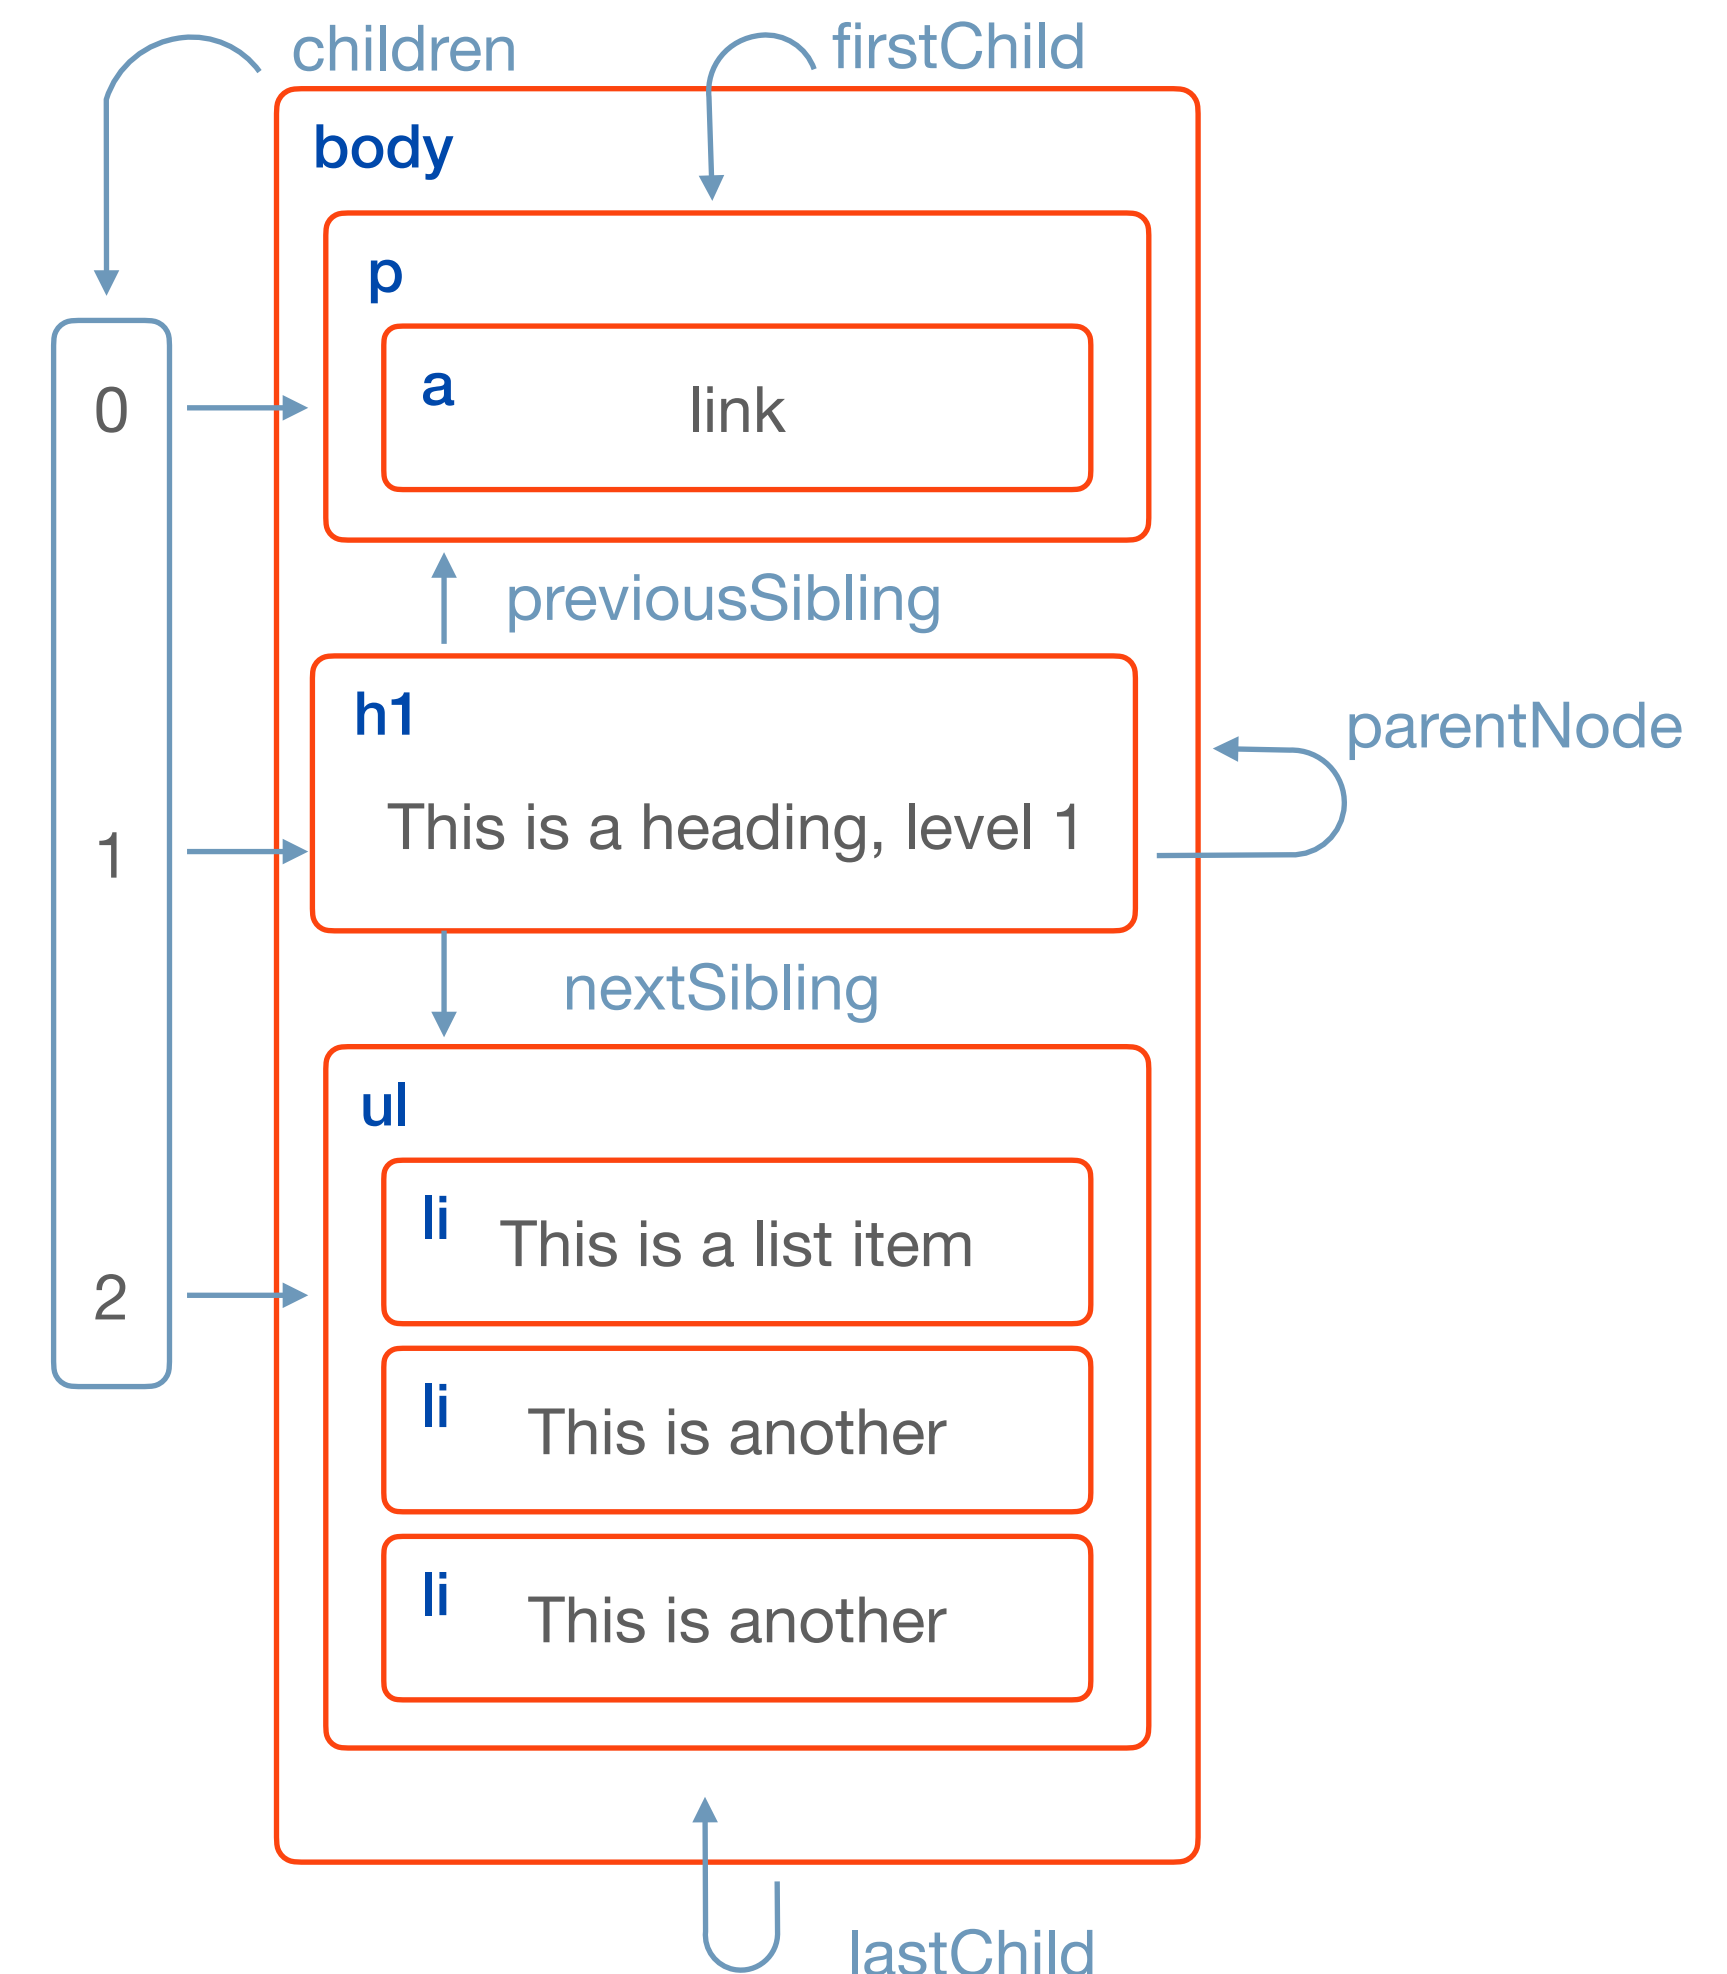 children
firstChild
body
p
a
link
0
previousSibling
h1
parentNode
This is a heading, level 1
1
nextSibling
ul
li
This is a list item
2
li
This is another
li
This is another
lastChild